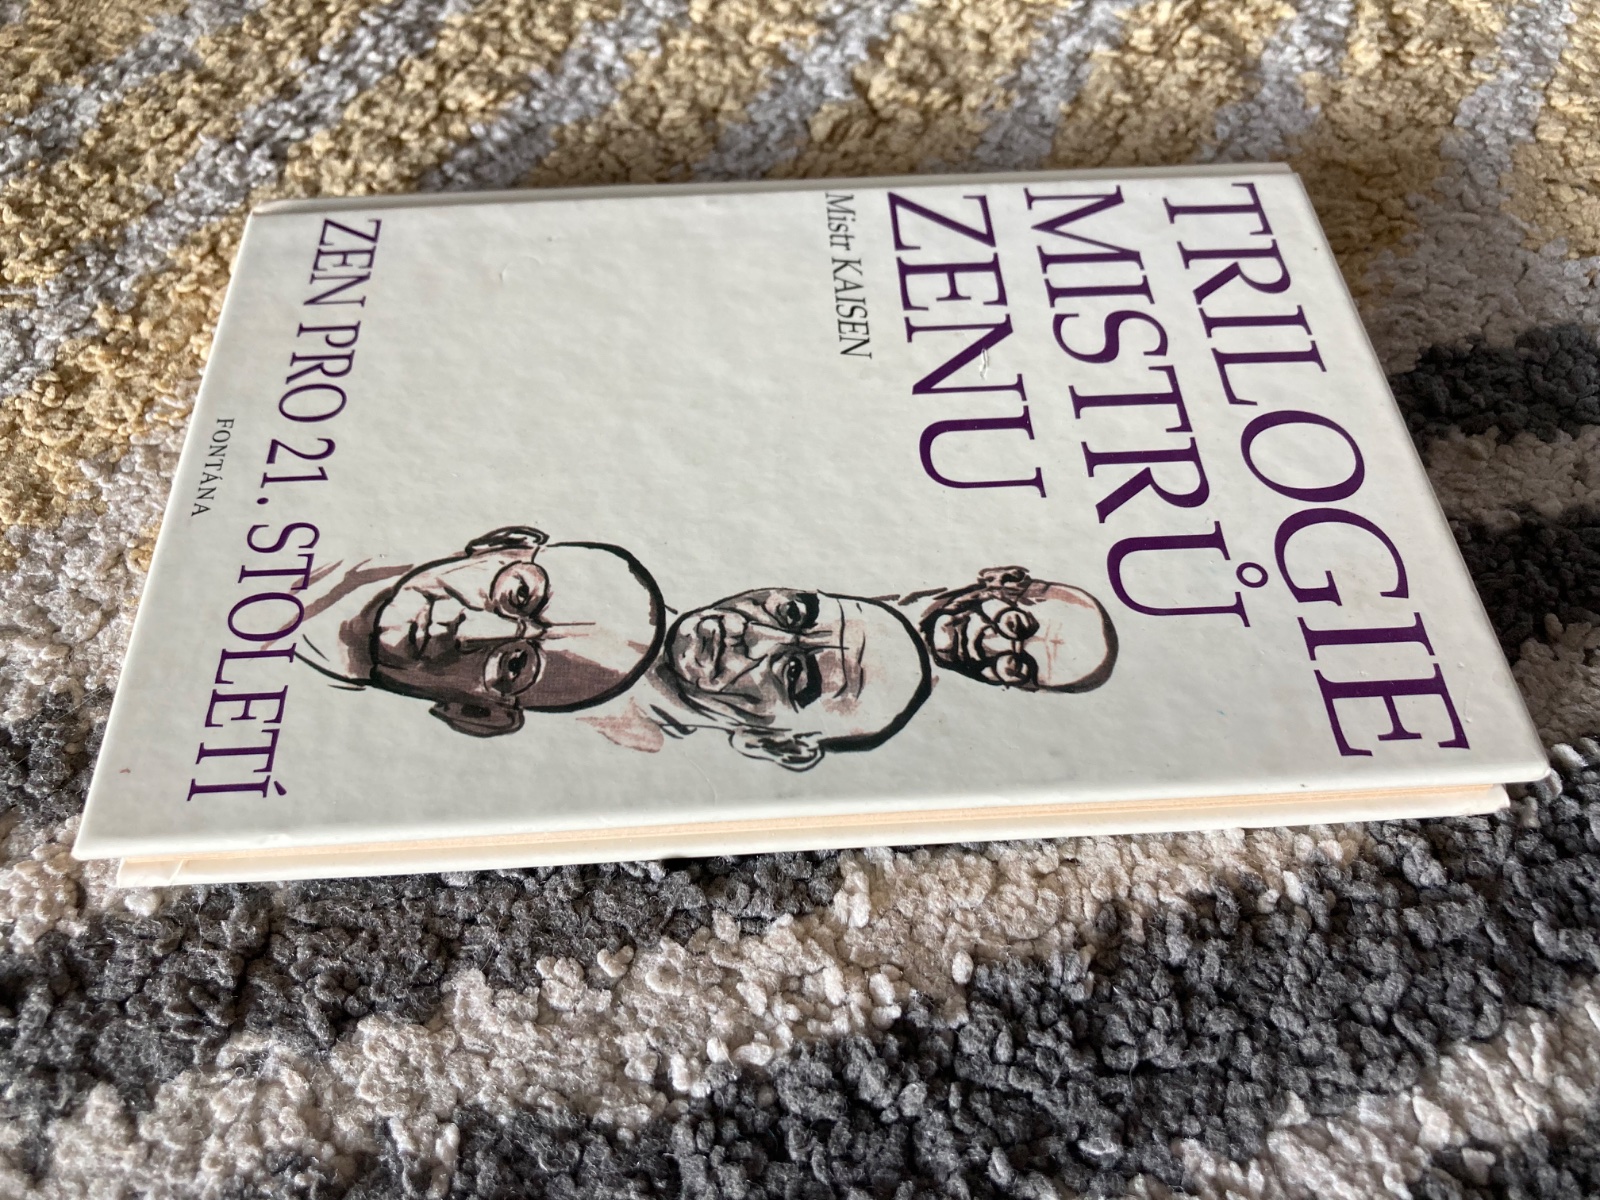 TRILOGIE
MISTRŮ
ZENU
Mistr KAISEN
ZEN PRO 21. STOLETÍ
FONTÁNA